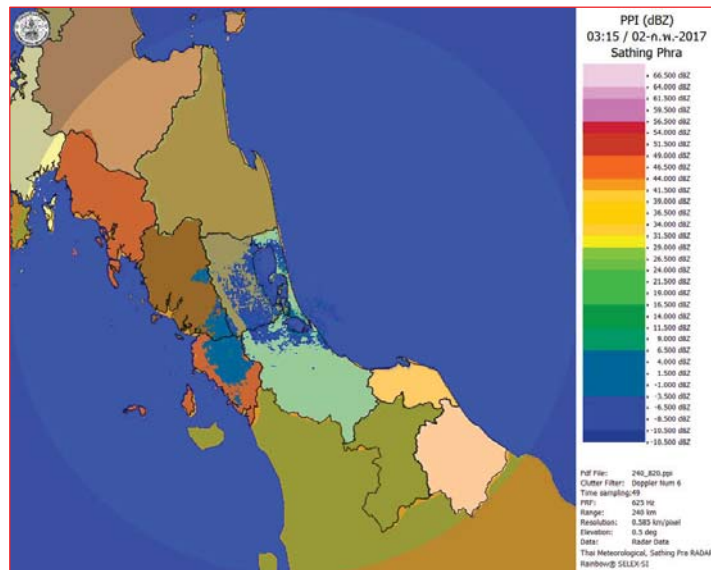 PPI (dBZ)
03:15 / 02-ก.พ.-2017
Sathing Phra
66.500 dBZ
64.000 dBZ
61.500 dBZ
59.500 dBZ
56.500 dBZ
54.000 dBZ
51.500 dBZ
49.000 dBZ
46.500 dBZ
44.000 dBZ
41.500 dBZ
39.000 dBZ
36.500 dBZ
34.000 dBZ
31.500 dBZ
29.000 dBZ
26.500 dBZ
24.000 dBZ
21.500 dBZ
19.000 dBZ
16.500 dBZ
14.000 dBZ
11.500 dBZ
9.000 dBZ
6.500 dBZ
4.000 dBZ
1.500 dBZ
-1.000 dBZ
-3.500 dBZ
-6.500 dBZ
-8.500 dBZ
-10.500 dBZ
-10.500 dBZ
Pdf File: 240_820.ppi
Clutter Filter: Doppler Num 6
Time sampling:49
PRF: 625 Hz
Range: 240 km
Resolution: 0.585 km/pixel
Elevation: 0.5 deg
Data: Radar Data
Thai Meteorological, Sathing Pra RADAR
Rainbow® SELEX-SI